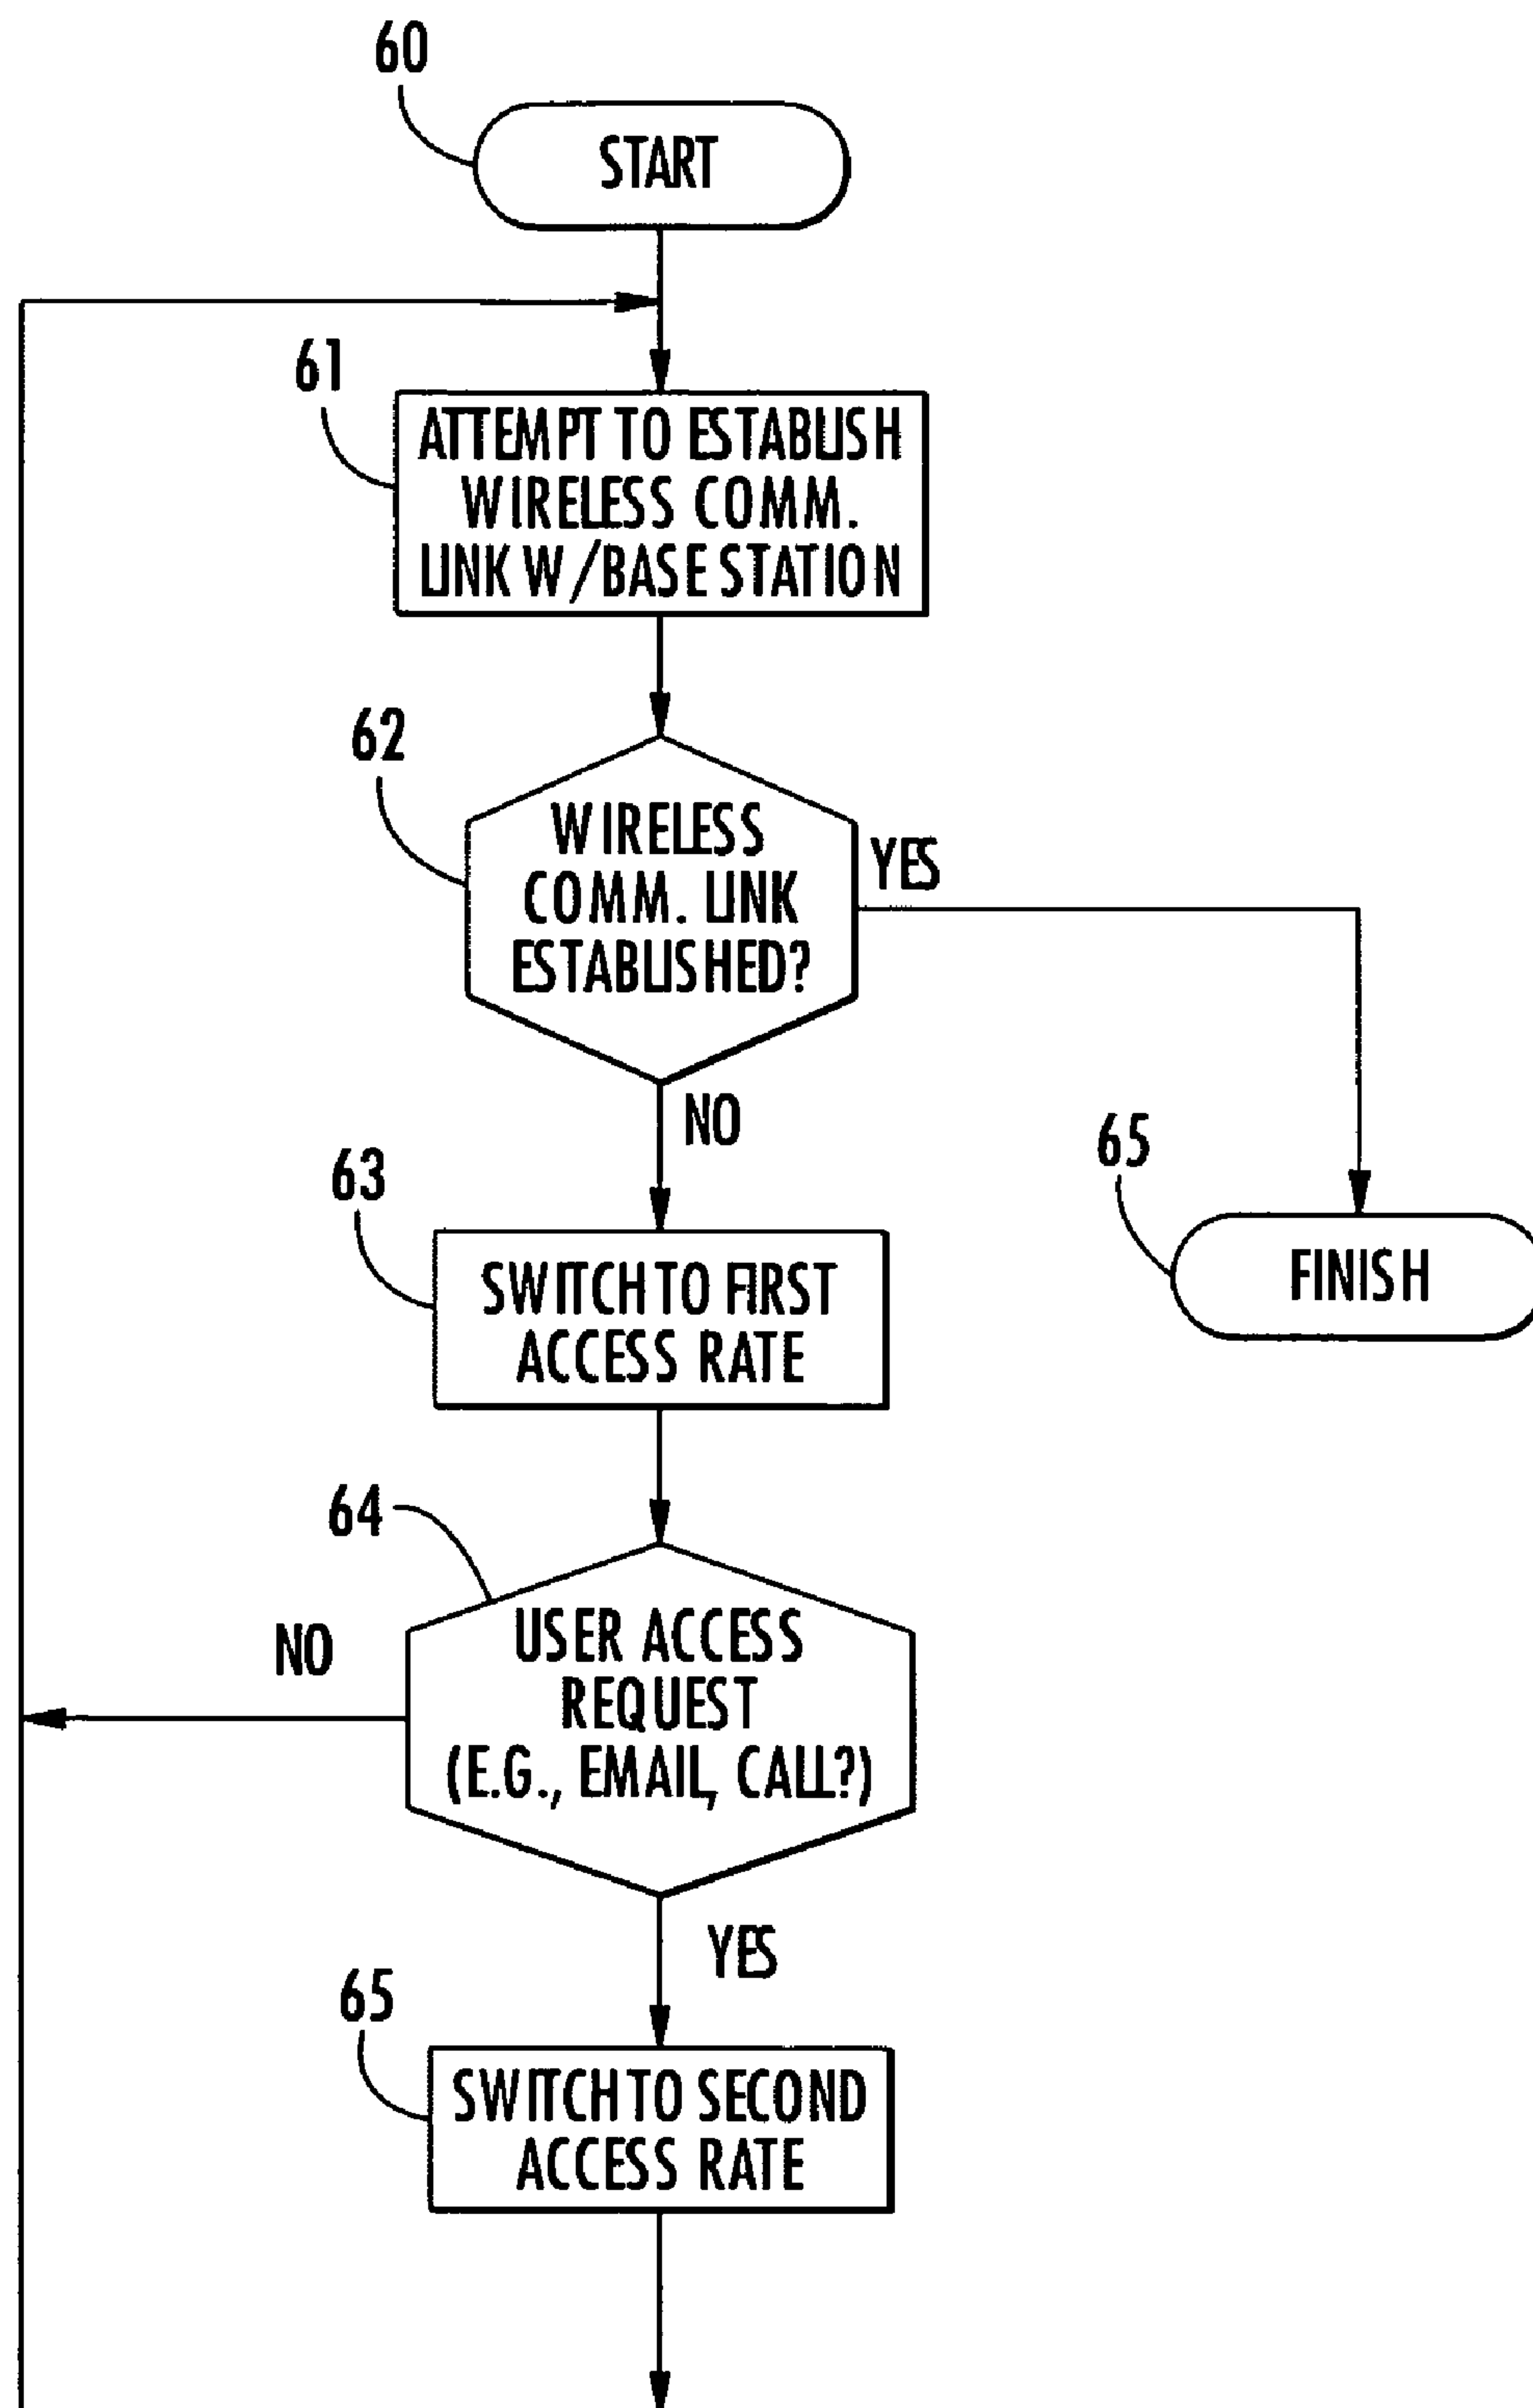 60
START
61
ATTEMPT TO ESTABLISH
WIRELESS COMM.
LINK W/BASE STATION
62
WIRELESS
COMM. LINK
ESTABLISHED?
YES
NO
63
SWITCH TO FIRST
ACCESS RATE
65
FINISH
64
USER ACCESS
REQUEST
(E.G., EMAIL, CALL?)
NO
YES
65
SWITCH TO SECOND
ACCESS RATE